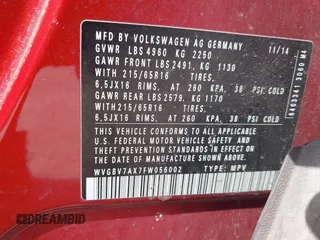 MFD BY VOLKSWAGEN AG GERMANY
GVWR LBS 4960 KG 2250 11/14
GAWR FRONT LBS 2491, KG 1130
WITH 215/65R16 TIRES,
6,5JX16 RIMS, AT 260 KPA, 38 PSI COLD
GAWR REAR LBS 2579, KG 1170
WITH 215/65R16 TIRES,
6,5JX16 RIMS, AT 260 KPA, 38 PSI COLD
THIS VEHICLE CONFORMS TO ALL APPLICABLE
U.S. FEDERAL MOTOR VEHICLE SAFETY STANDARDS IN
EFFECT ON THE DATE OF MANUFACTURE SHOWN ABOVE
WVGBV7AX7FW056002 TYPE: MPV
3060 M4
DREAMBID